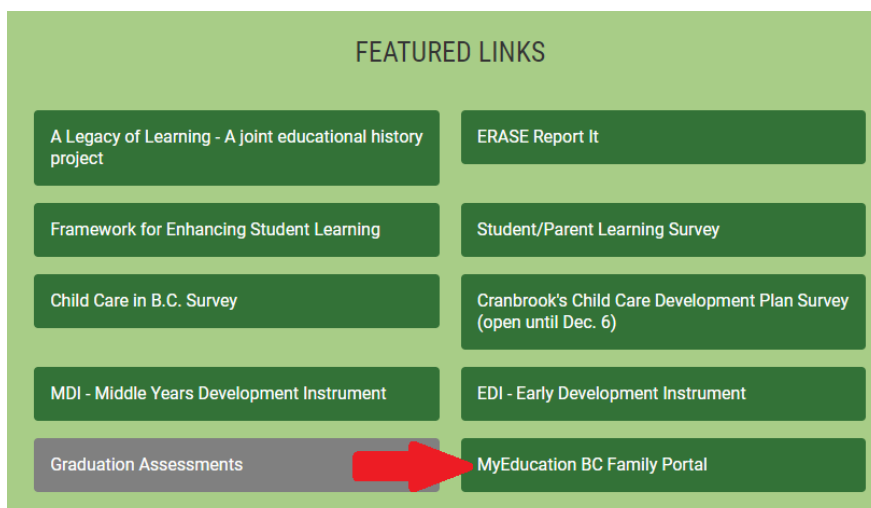 FEATURED LINKS
A Legacy of Learning - A joint educational history
project
ERASE Report It
Framework for Enhancing Student Learning
Student/Parent Learning Survey
Child Care in B.C. Survey
Cranbrook's Child Care Development Plan Survey
(open until Dec. 6)
MDI - Middle Years Development Instrument
EDI - Early Development Instrument
Graduation Assessments
MyEducation BC Family Portal